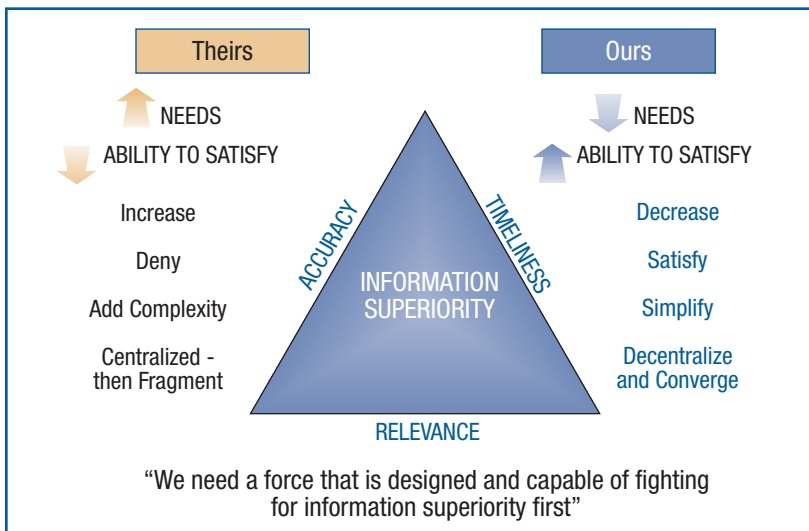 Theirs
Ours
NEEDS
ABILITY TO SATISFY
NEEDS
ABILITY TO SATISFY
Increase
Deny
Add Complexity
Centralized -
then Fragment
ACCURACY
TIMELINESS
INFORMATION
SUPERIORITY
RELEVANCE
Decrease
Satisfy
Simplify
Decentralize
and Converge
“We need a force that is designed and capable of fighting
for information superiority first”